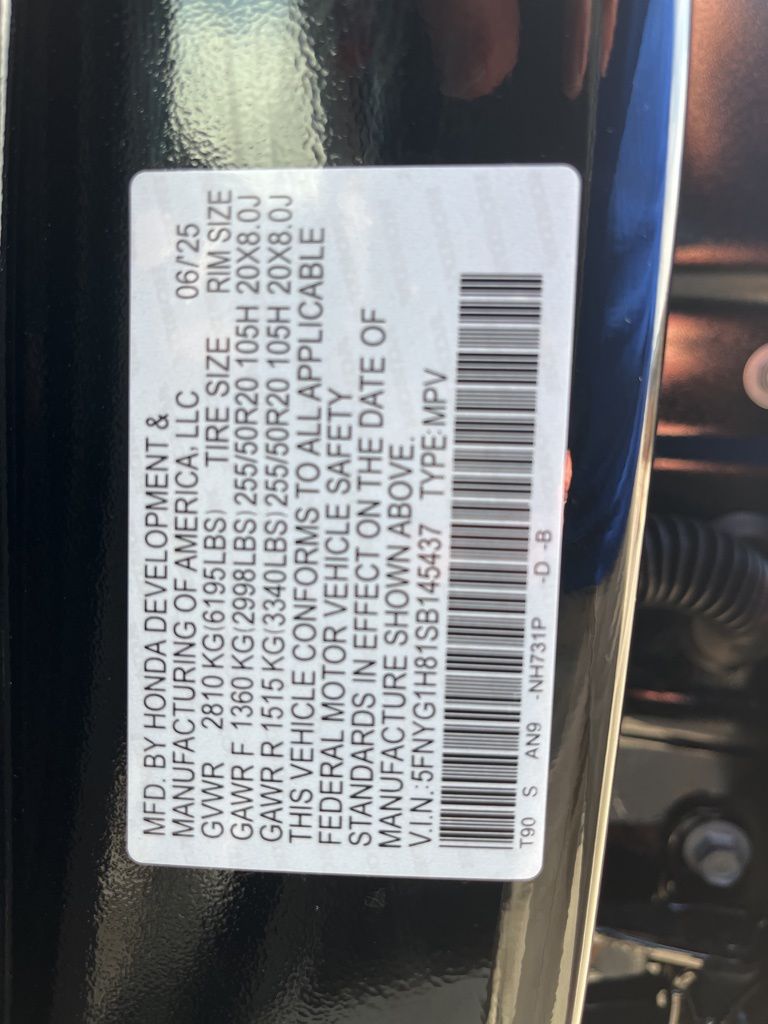 MFD. BY HONDA DEVELOPMENT &
MANUFACTURING OF AMERICA, LLC 06/'25
GVWR 2810 KG(6195LBS) TIRE SIZE RIM SIZE
GAWR F 1360 KG(2998LBS) 255/50R20 105H 20X8.0J
GAWR R 1515 KG(3340LBS) 255/50R20 105H 20X8.0J
THIS VEHICLE CONFORMS TO ALL APPLICABLE
FEDERAL MOTOR VEHICLE SAFETY
STANDARDS IN EFFECT ON THE DATE OF
MANUFACTURE SHOWN ABOVE.
V.I.N.:5FNYG1H81SB145437 TYPE:MPV
T90 S AN9 -NH731P -D -B